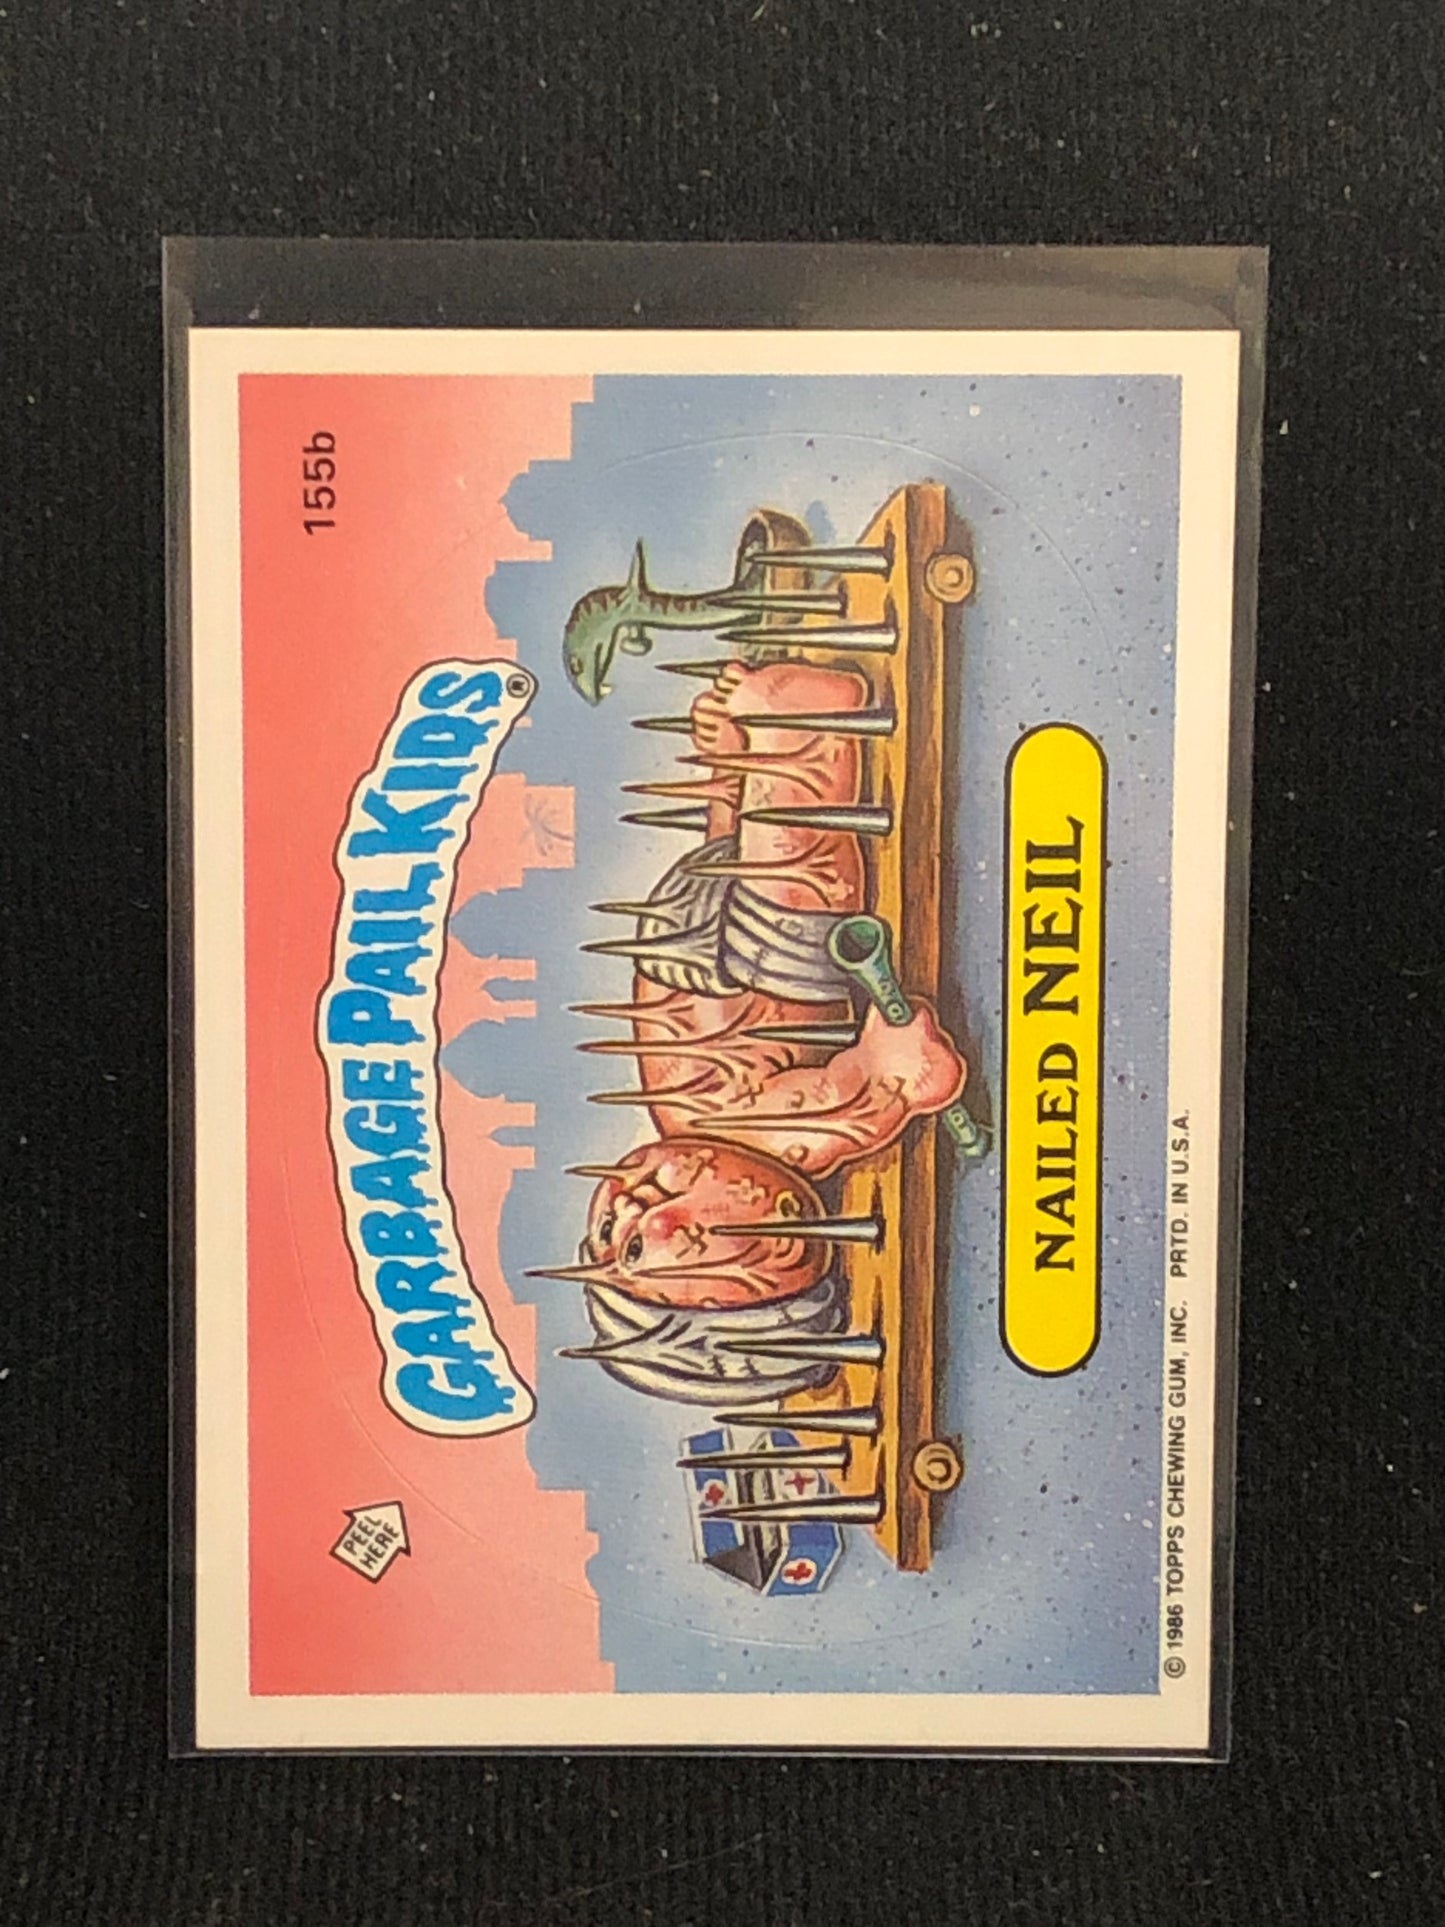 PEEL
HERE
GARBAGE PAIL KIDS®
155b
NAILED NEIL
© 1986 TOPPS CHEWING GUM, INC. PRTD. IN U.S.A.